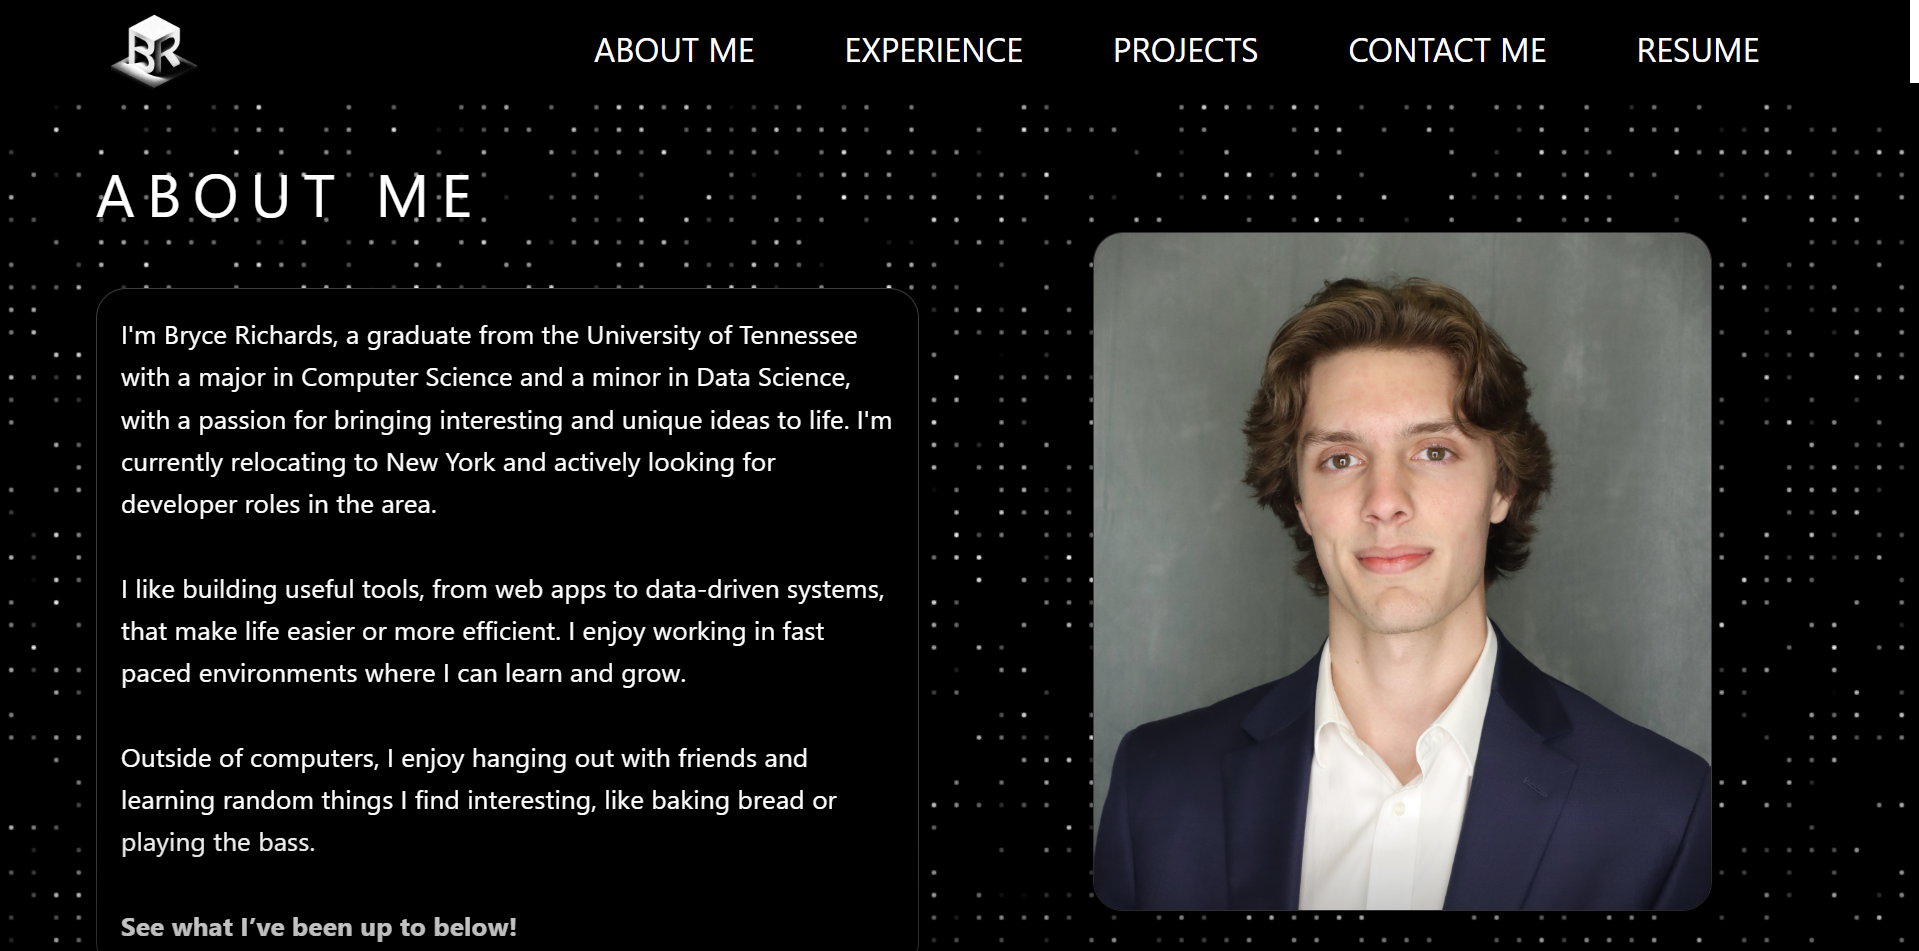 BR
ABOUT ME EXPERIENCE PROJECTS CONTACT ME RESUME
ABOUT ME
I'm Bryce Richards, a graduate from the University of Tennessee
with a major in Computer Science and a minor in Data Science,
with a passion for bringing interesting and unique ideas to life. I'm
currently relocating to New York and actively looking for
developer roles in the area.
I like building useful tools, from web apps to data-driven systems,
that make life easier or more efficient. I enjoy working in fast
paced environments where I can learn and grow.
Outside of computers, I enjoy hanging out with friends and
learning random things I find interesting, like baking bread or
playing the bass.
See what I’ve been up to below!